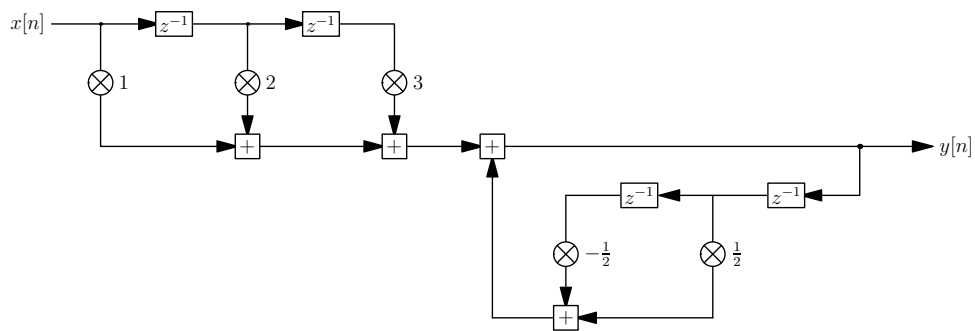 x[n] z⁻¹ z⁻¹
1 2 3
+ + + y[n]
z⁻¹ z⁻¹
-1/2 1/2
+